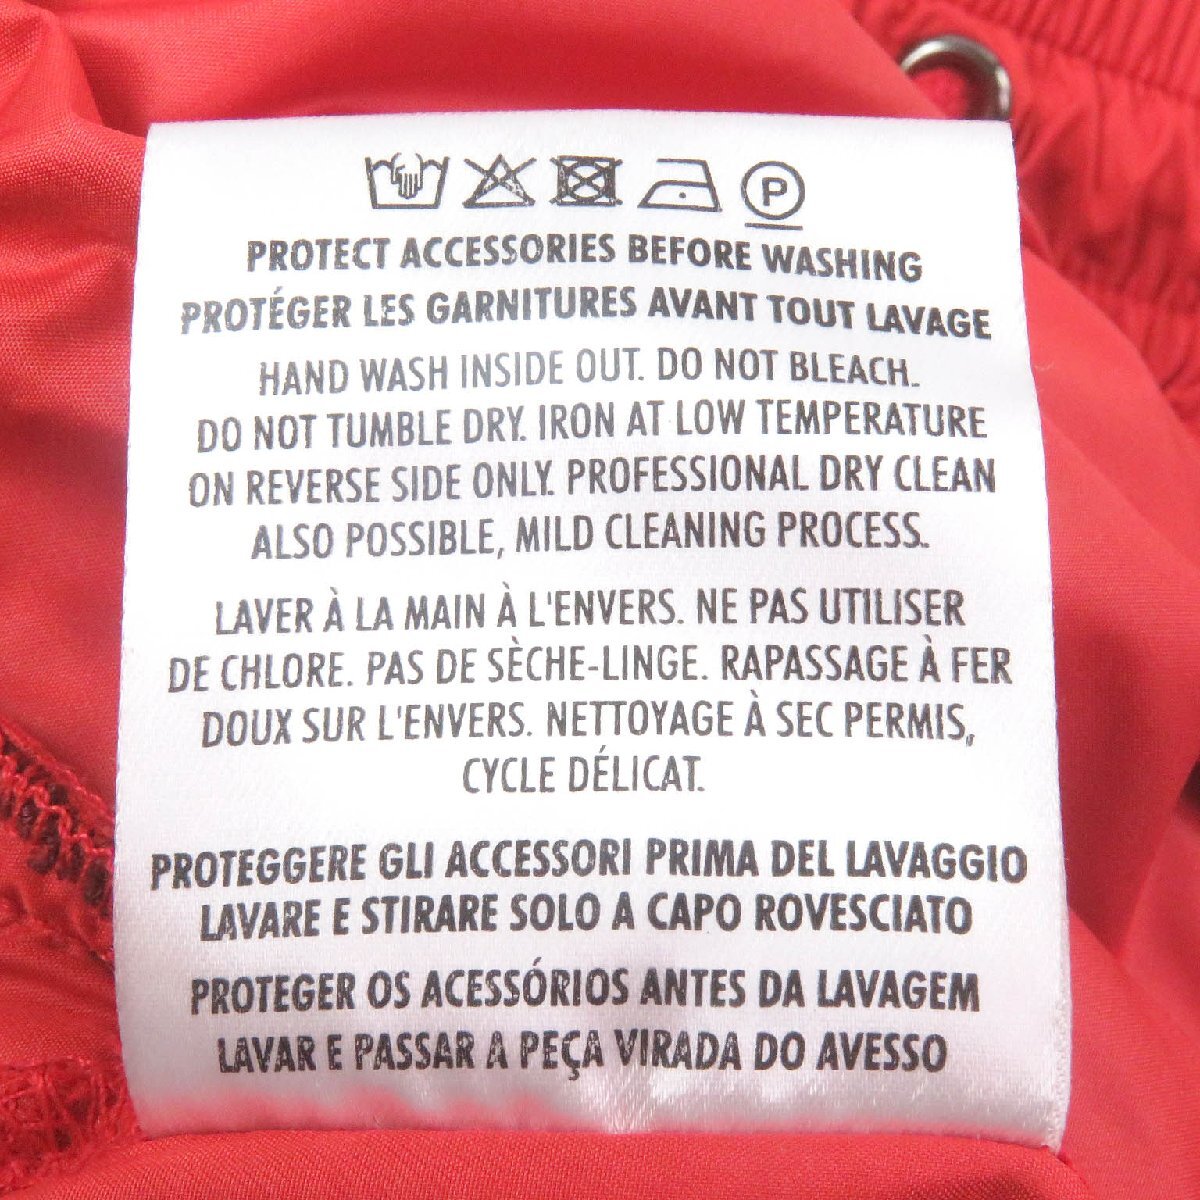 P
PROTECT ACCESSORIES BEFORE WASHING
PROTÉGER LES GARNITURES AVANT TOUT LAVAGE
HAND WASH INSIDE OUT. DO NOT BLEACH.
DO NOT TUMBLE DRY. IRON AT LOW TEMPERATURE
ON REVERSE SIDE ONLY. PROFESSIONAL DRY CLEAN
ALSO POSSIBLE, MILD CLEANING PROCESS.
LAVER À LA MAIN À L'ENVERS. NE PAS UTILISER
DE CHLORE. PAS DE SÈCHE-LINGE. RAPASSAGE À FER
DOUX SUR L'ENVERS. NETTOYAGE À SEC PERMIS,
CYCLE DÉLICAT.
PROTEGGERE GLI ACCESSORI PRIMA DEL LAVAGGIO
LAVARE E STIRARE SOLO A CAPO ROVESCIATO
PROTEGER OS ACESSÓRIOS ANTES DA LAVAGEM
LAVAR E PASSAR A PEÇA VIRADA DO AVESSO